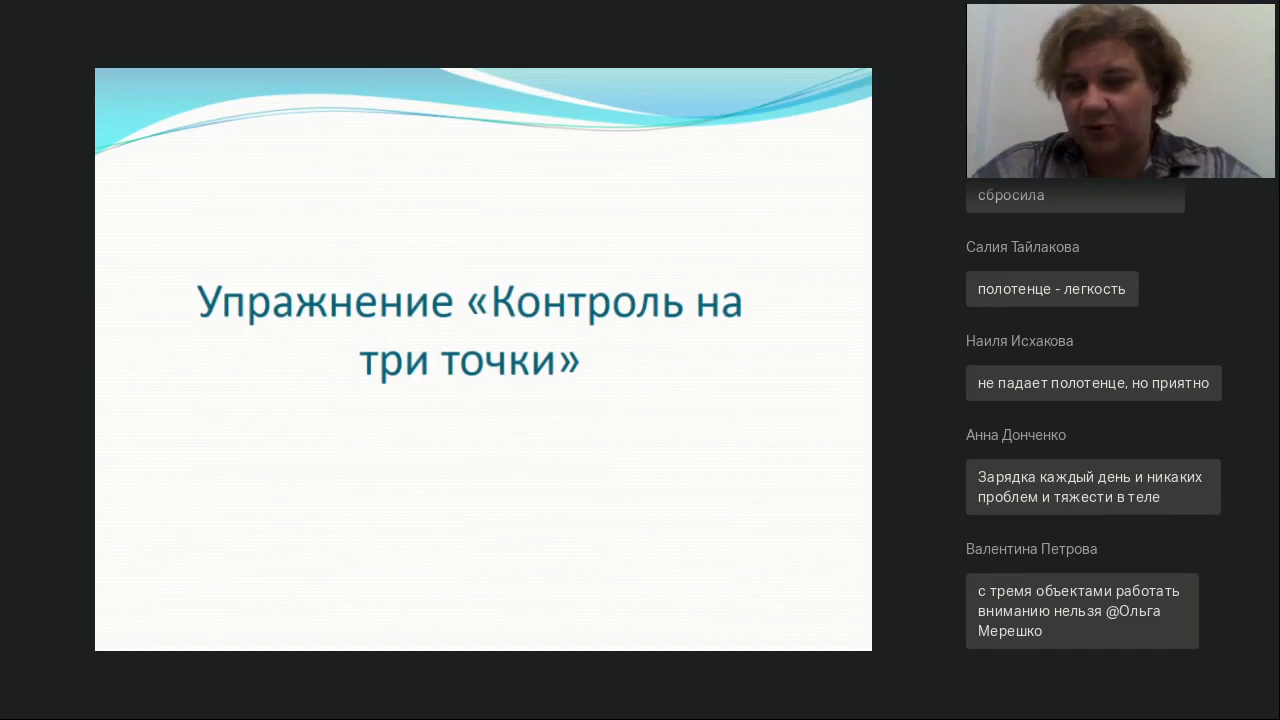 Упражнение «Контроль на
три точки»
сбросила
Салия Тайлакова
полотенце - легкость
Наиля Исхакова
не падает полотенце, но приятно
Анна Донченко
Зарядка каждый день и никаких
проблем и тяжести в теле
Валентина Петрова
с тремя объектами работать
вниманию нельзя @Ольга
Мерешко